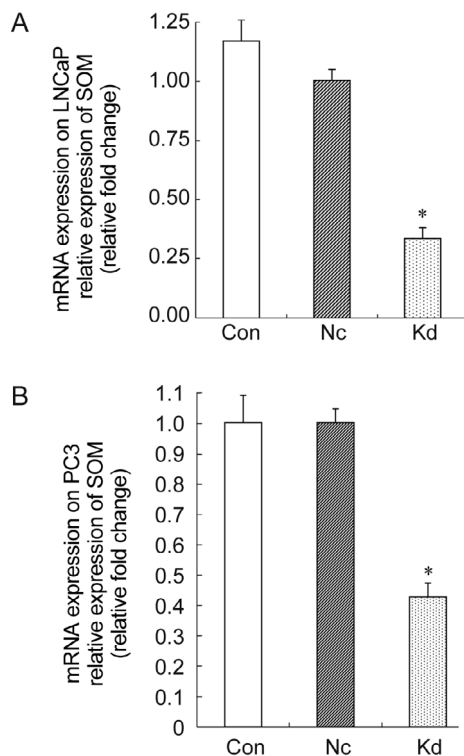 A
mRNA expression on LNCaP
relative expression of SOM
(relative fold change)
1.25
1.00
0.75
0.50
0.25
0.00
*
Con Nc Kd
B
mRNA expression on PC3
relative expression of SOM
(relative fold change)
1.1
1.0
0.9
0.8
0.7
0.6
0.5
0.4
0.3
0.2
0.1
0
*
Con Nc Kd